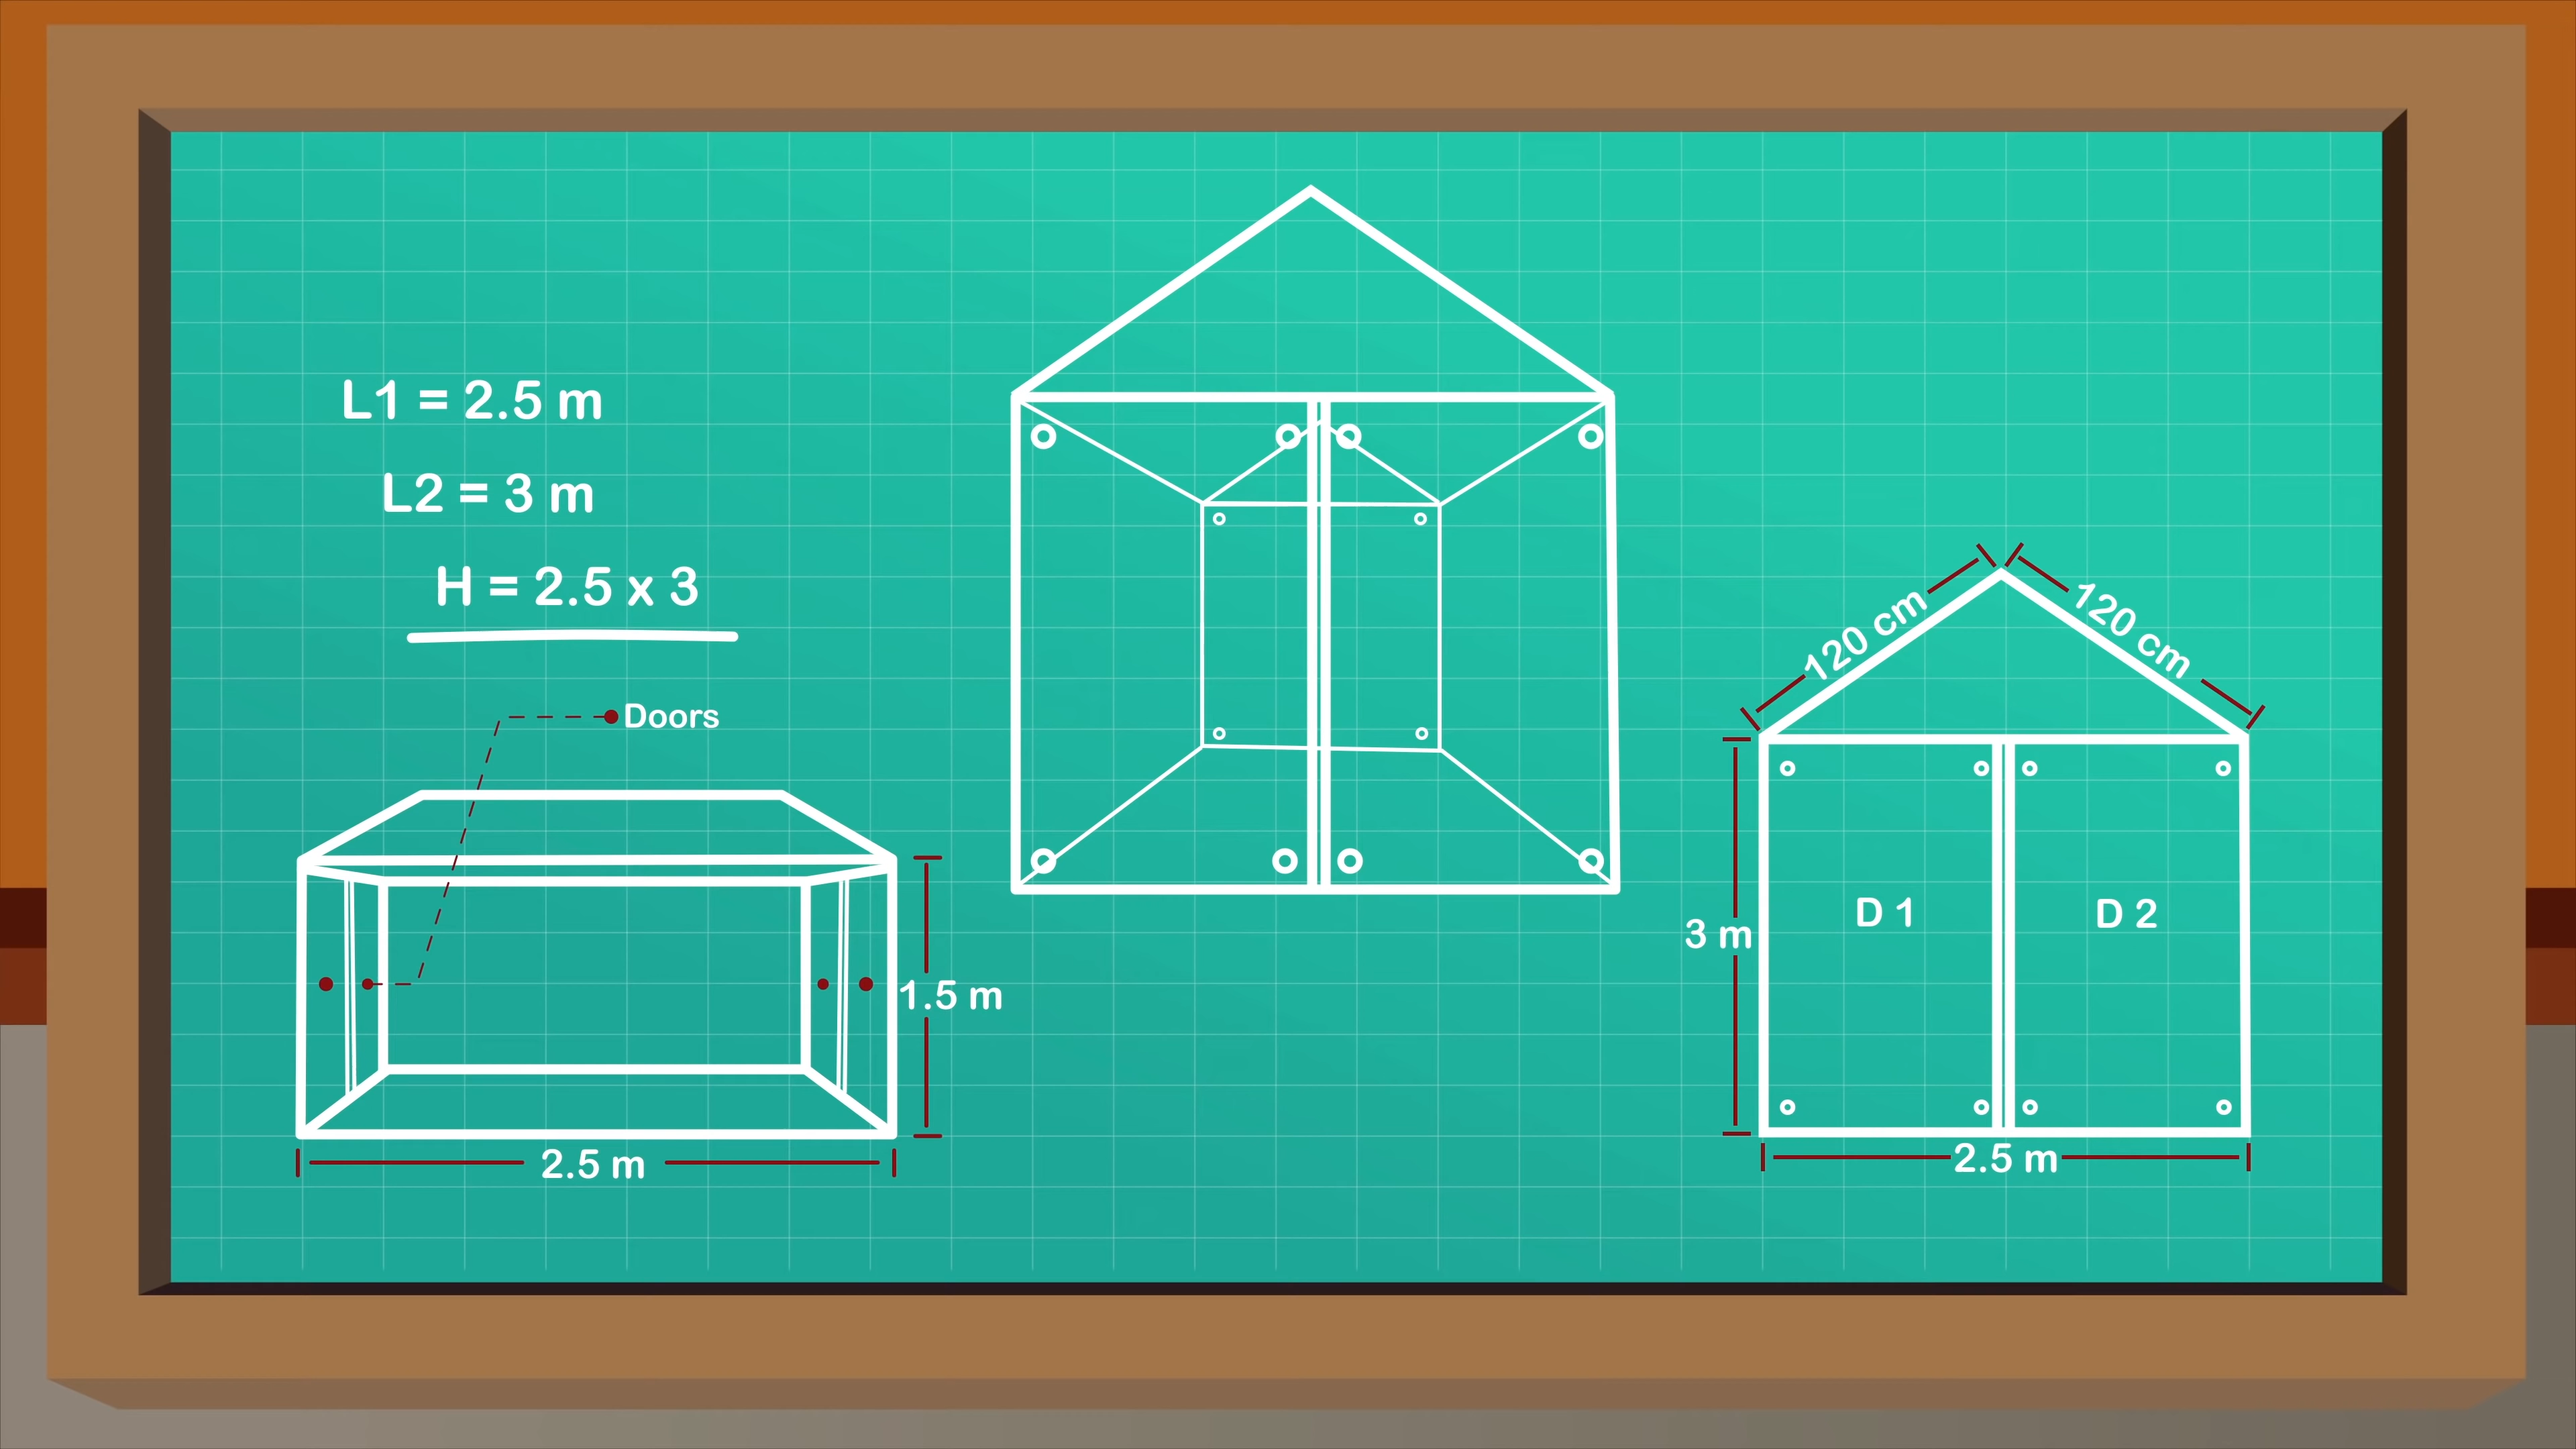 L1 = 2.5 m
L2 = 3 m
H = 2.5 x 3
Doors
1.5 m
2.5 m
120 cm
120 cm
3 m
D 1
D 2
2.5 m